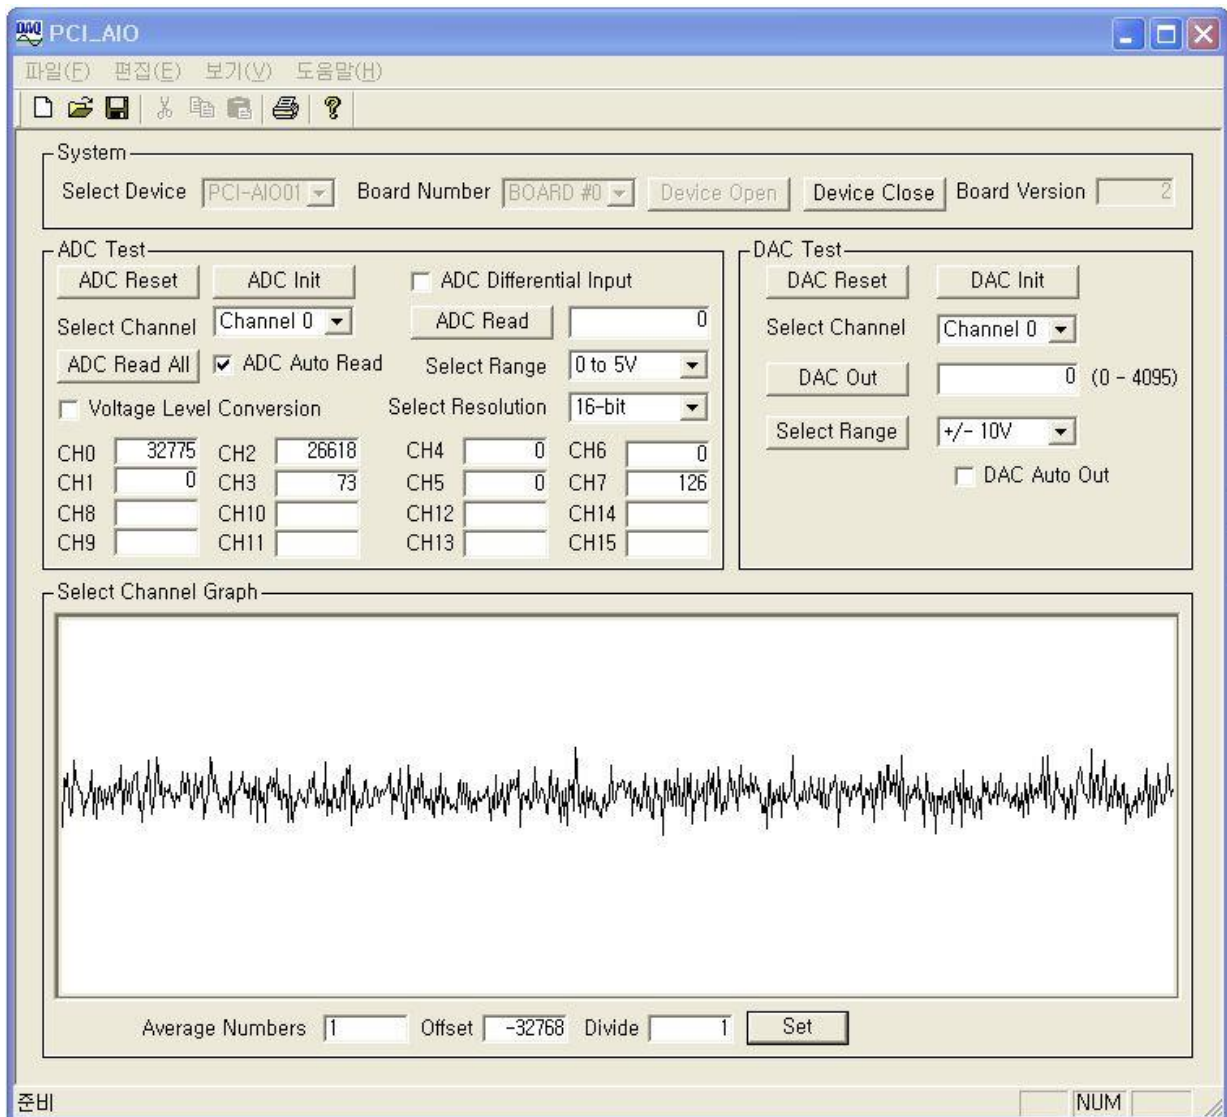 DAQ PCI_AIO
파일(F) 편집(E) 보기(V) 도움말(H)
System
Select Device PCI-AIO01 Board Number BOARD #0 Device Open Device Close Board Version 2
ADC Test
ADC Reset ADC Init ADC Differential Input
Select Channel Channel 0 ADC Read 0
ADC Read All ADC Auto Read Select Range 0 to 5V
Voltage Level Conversion Select Resolution 16-bit
CH0 32775 CH2 26618 CH4 0 CH6 0
CH1 0 CH3 73 CH5 0 CH7 126
CH8 CH10 CH12 CH14
CH9 CH11 CH13 CH15
DAC Test
DAC Reset DAC Init
Select Channel Channel 0
DAC Out 0 (0 - 4095)
Select Range +/- 10V
DAC Auto Out
Select Channel Graph
Average Numbers 1 Offset -32768 Divide 1 Set
준비 NUM